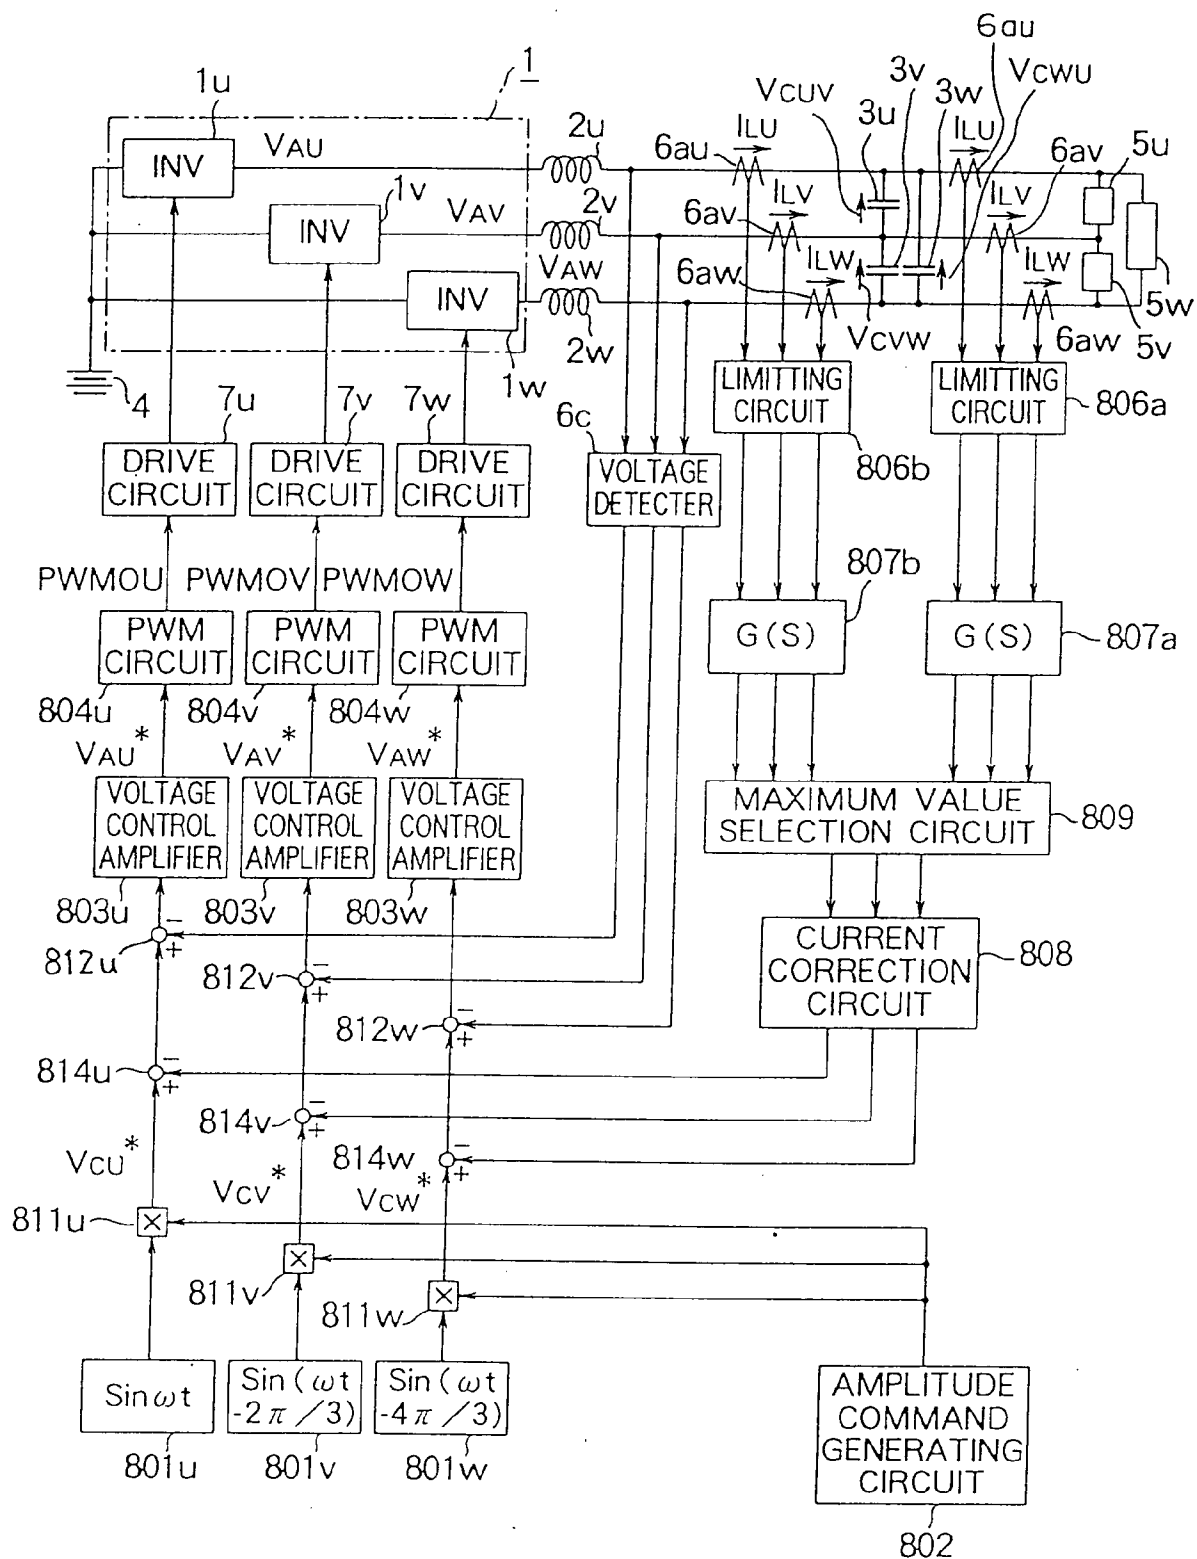 6au
1
1u
3v
3w
VCWU
VCUV
3u
INV
VAU
2u
6au
ILU
ILU
6av
5u
1v
INV
VAV
2v
6av
ILV
ILV
VAW
6aw
ILW
ILW
INV
5w
2w
VCVW
6aw
5v
1w
4
7u
7v
7w
6c
LIMITTING
CIRCUIT
LIMITTING
CIRCUIT
806a
806b
DRIVE
CIRCUIT
DRIVE
CIRCUIT
DRIVE
CIRCUIT
VOLTAGE
DETECTER
807b
PWMOU
PWMOV
PWMOW
PWM
CIRCUIT
PWM
CIRCUIT
PWM
CIRCUIT
G(S)
G(S)
807a
804u
804v
804w
VAU*
VAV*
VAW*
VOLTAGE
CONTROL
AMPLIFIER
VOLTAGE
CONTROL
AMPLIFIER
VOLTAGE
CONTROL
AMPLIFIER
MAXIMUM VALUE
SELECTION CIRCUIT
809
803u
803v
803w
−
+
812u
812v
−
+
812w
−
+
CURRENT
CORRECTION
CIRCUIT
808
814u
−
+
814v
−
+
814w
−
+
VCU*
VCV*
VCW*
811u
×
811v
×
811w
×
Sinωt
Sin(ωt
-2π/3)
Sin(ωt
-4π/3)
801u
801v
801w
AMPLITUDE
COMMAND
GENERATING
CIRCUIT
802